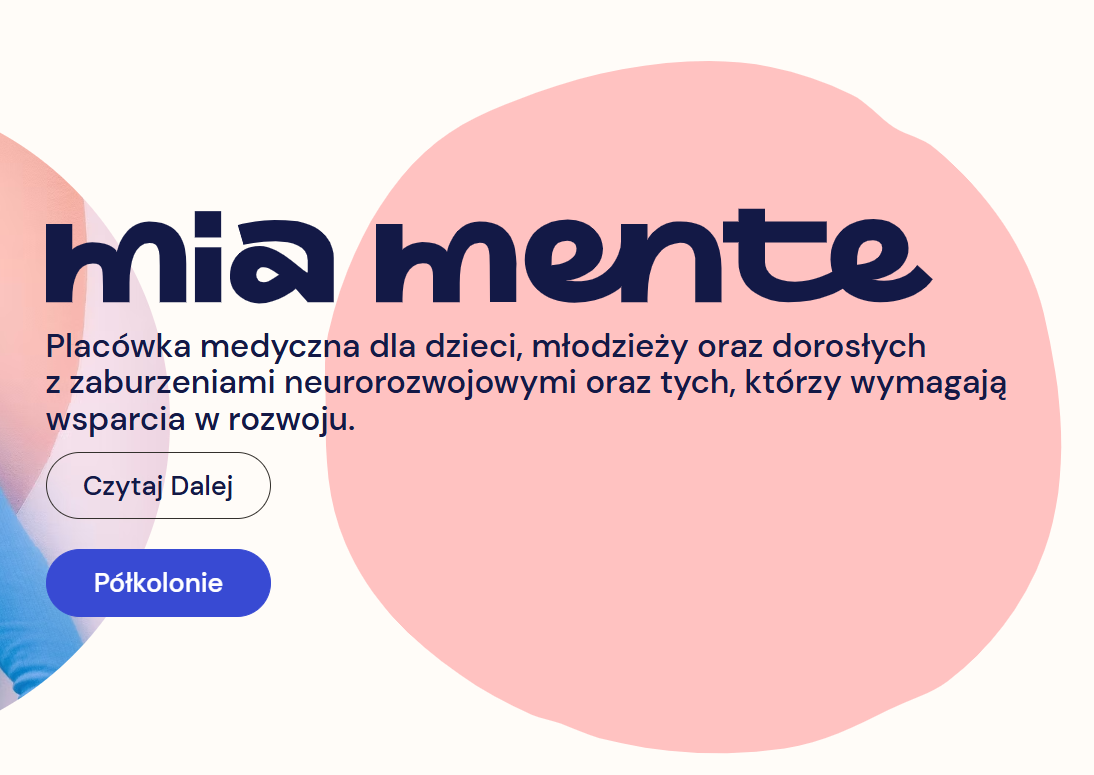 mia mente
Placówka medyczna dla dzieci, młodzieży oraz dorosłych
z zaburzeniami neurorozwojowymi oraz tych, którzy wymagają
wsparcia w rozwoju.
Czytaj Dalej
Półkolonie